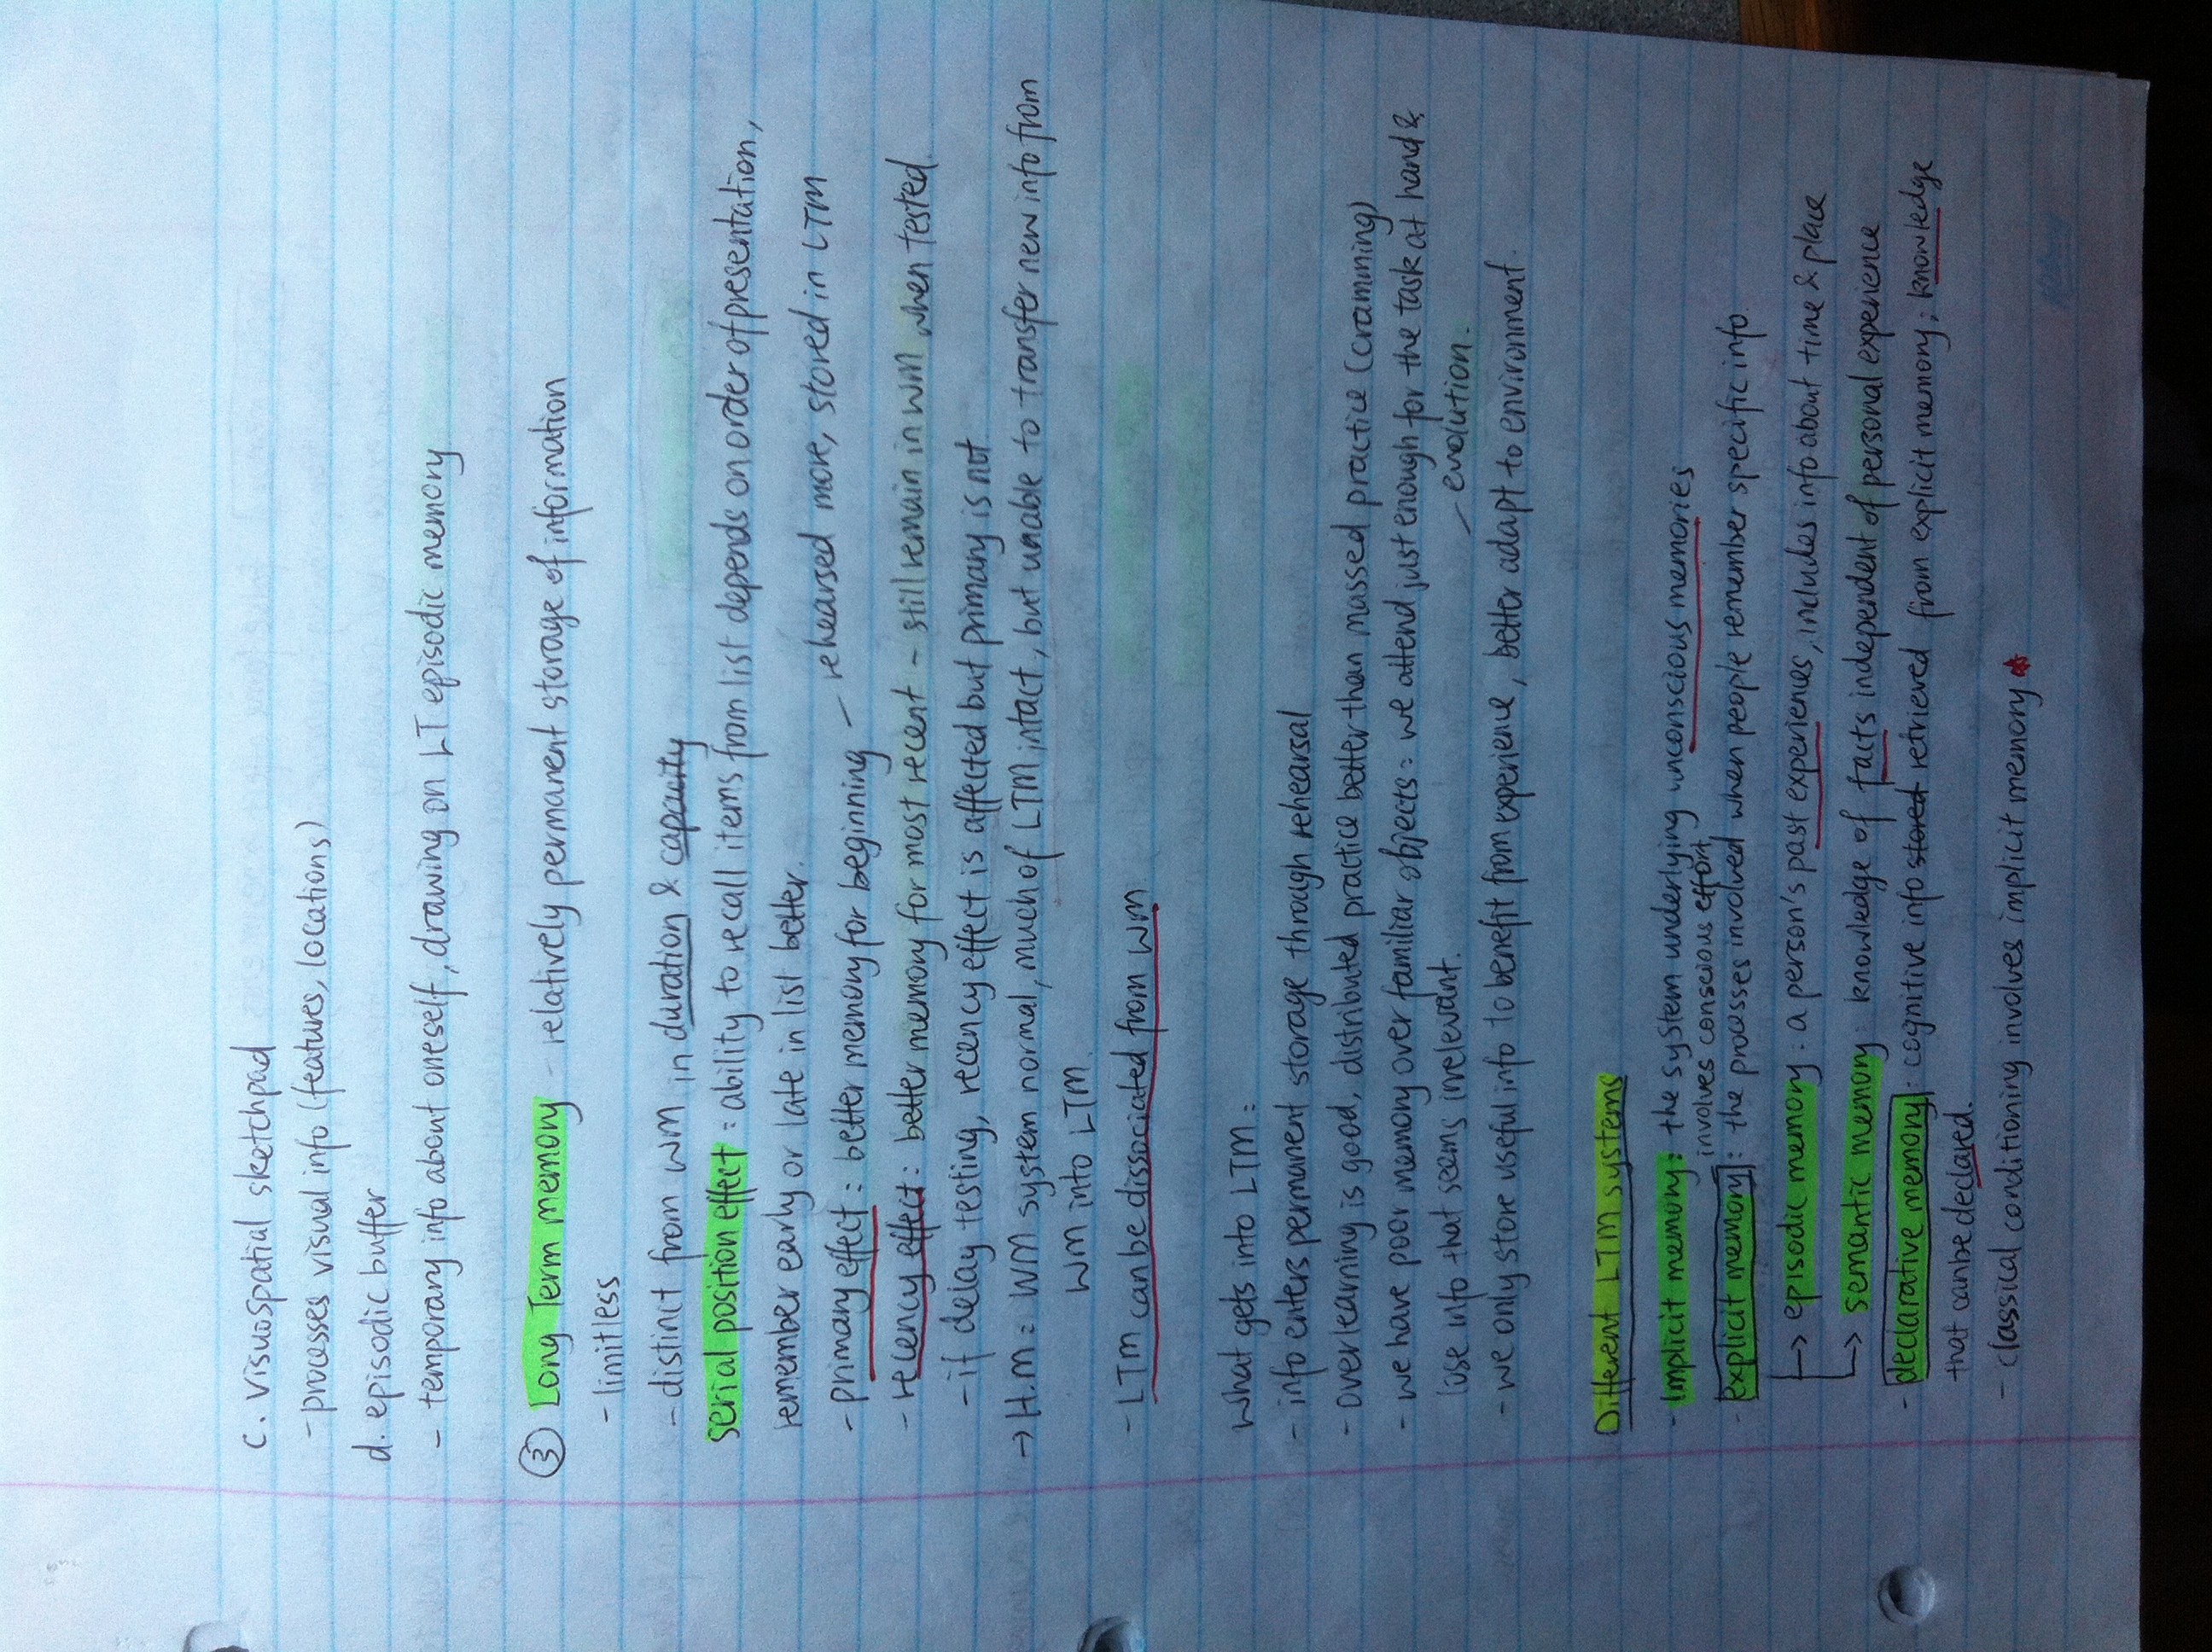 c. visuospatial sketchpad
- processes visual info (features, locations)
d. episodic buffer
- temporary info about oneself, drawing on LT episodic memory
③ Long Term memory - relatively permanent storage of information
- limitless
- distinct from WM in duration & capacity
serial position effect = ability to recall items from list depends on order of presentation,
remember early or late in list better.
- primary effect: better memory for beginning - rehearsed more, stored in LTM
- recency effect: better memory for most recent - still remain in WM when tested.
- if delay testing, recency effect is affected but primary is not
→ H.M = WM system normal, much of LTM intact, but unable to transfer new info from
WM into LTM.
- LTM can be dissociated from WM.
What gets into LTM:
- info enters permanent storage through rehearsal
- overlearning is good, distributed practice better than massed practice (cramming)
- we have poor memory over familiar objects: we attend just enough for the task at hand &
lose info that seems irrelevant. - evolution.
- we only store useful info to benefit from experience, better adapt to environment.
Different LTM systems
- Implicit memory: the system underlying unconscious memories
involves conscious effort
- explicit memory: the processes involved when people remember specific info
→ episodic memory: a person's past experiences, includes info about time & place
→ semantic memory: knowledge of facts independent of personal experience
- declarative memory: cognitive info stored retrieved from explicit memory; knowledge
that can be declared.
- classical conditioning involves implicit memory